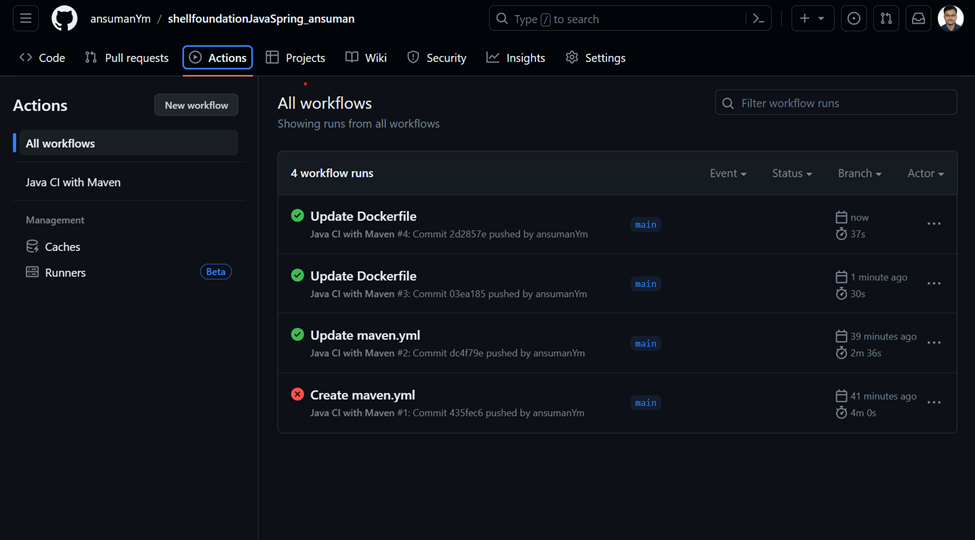 ansumanYm / shellfoundationJavaSpring_ansuman
Type / to search
Code Pull requests Actions Projects Wiki Security Insights Settings
Actions
New workflow
All workflows
Java CI with Maven
Management
Caches
Runners Beta
All workflows
Showing runs from all workflows
Filter workflow runs
4 workflow runs Event Status Branch Actor
Update Dockerfile
Java CI with Maven #4: Commit 2d2857e pushed by ansumanYm
main
now
37s
Update Dockerfile
Java CI with Maven #3: Commit 03ea185 pushed by ansumanYm
main
1 minute ago
30s
Update maven.yml
Java CI with Maven #2: Commit dc4f79e pushed by ansumanYm
main
39 minutes ago
2m 36s
Create maven.yml
Java CI with Maven #1: Commit 435fec6 pushed by ansumanYm
main
41 minutes ago
4m 0s